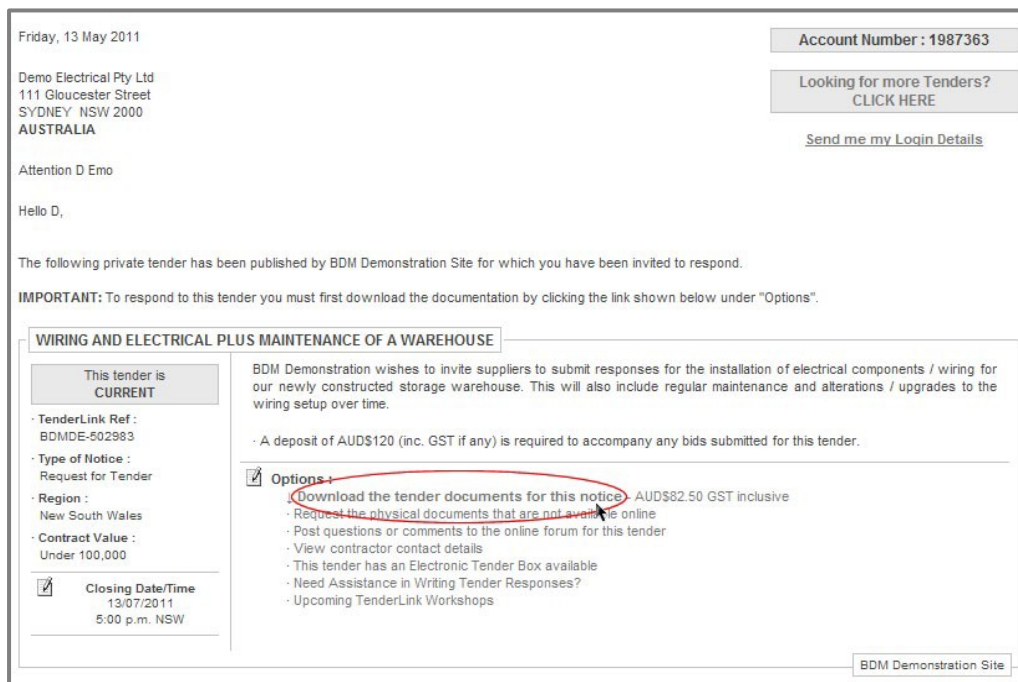 Friday, 13 May 2011
Account Number : 1987363
Demo Electrical Pty Ltd
111 Gloucester Street
SYDNEY NSW 2000
AUSTRALIA
Looking for more Tenders?
CLICK HERE
Send me my Login Details
Attention D Emo
Hello D,
The following private tender has been published by BDM Demonstration Site for which you have been invited to respond.
IMPORTANT: To respond to this tender you must first download the documentation by clicking the link shown below under "Options".
WIRING AND ELECTRICAL PLUS MAINTENANCE OF A WAREHOUSE
This tender is
CURRENT
· TenderLink Ref :
BDMDE-502983
· Type of Notice :
Request for Tender
· Region :
New South Wales
· Contract Value :
Under 100,000
Closing Date/Time
13/07/2011
5:00 p.m. NSW
BDM Demonstration wishes to invite suppliers to submit responses for the installation of electrical components / wiring for
our newly constructed storage warehouse. This will also include regular maintenance and alterations / upgrades to the
wiring setup over time.
· A deposit of AUD$120 (inc. GST if any) is required to accompany any bids submitted for this tender.
Options :
↓ Download the tender documents for this notice - AUD$82.50 GST inclusive
· Request the physical documents that are not available online
· Post questions or comments to the online forum for this tender
· View contractor contact details
· This tender has an Electronic Tender Box available
· Need Assistance in Writing Tender Responses?
· Upcoming TenderLink Workshops
BDM Demonstration Site